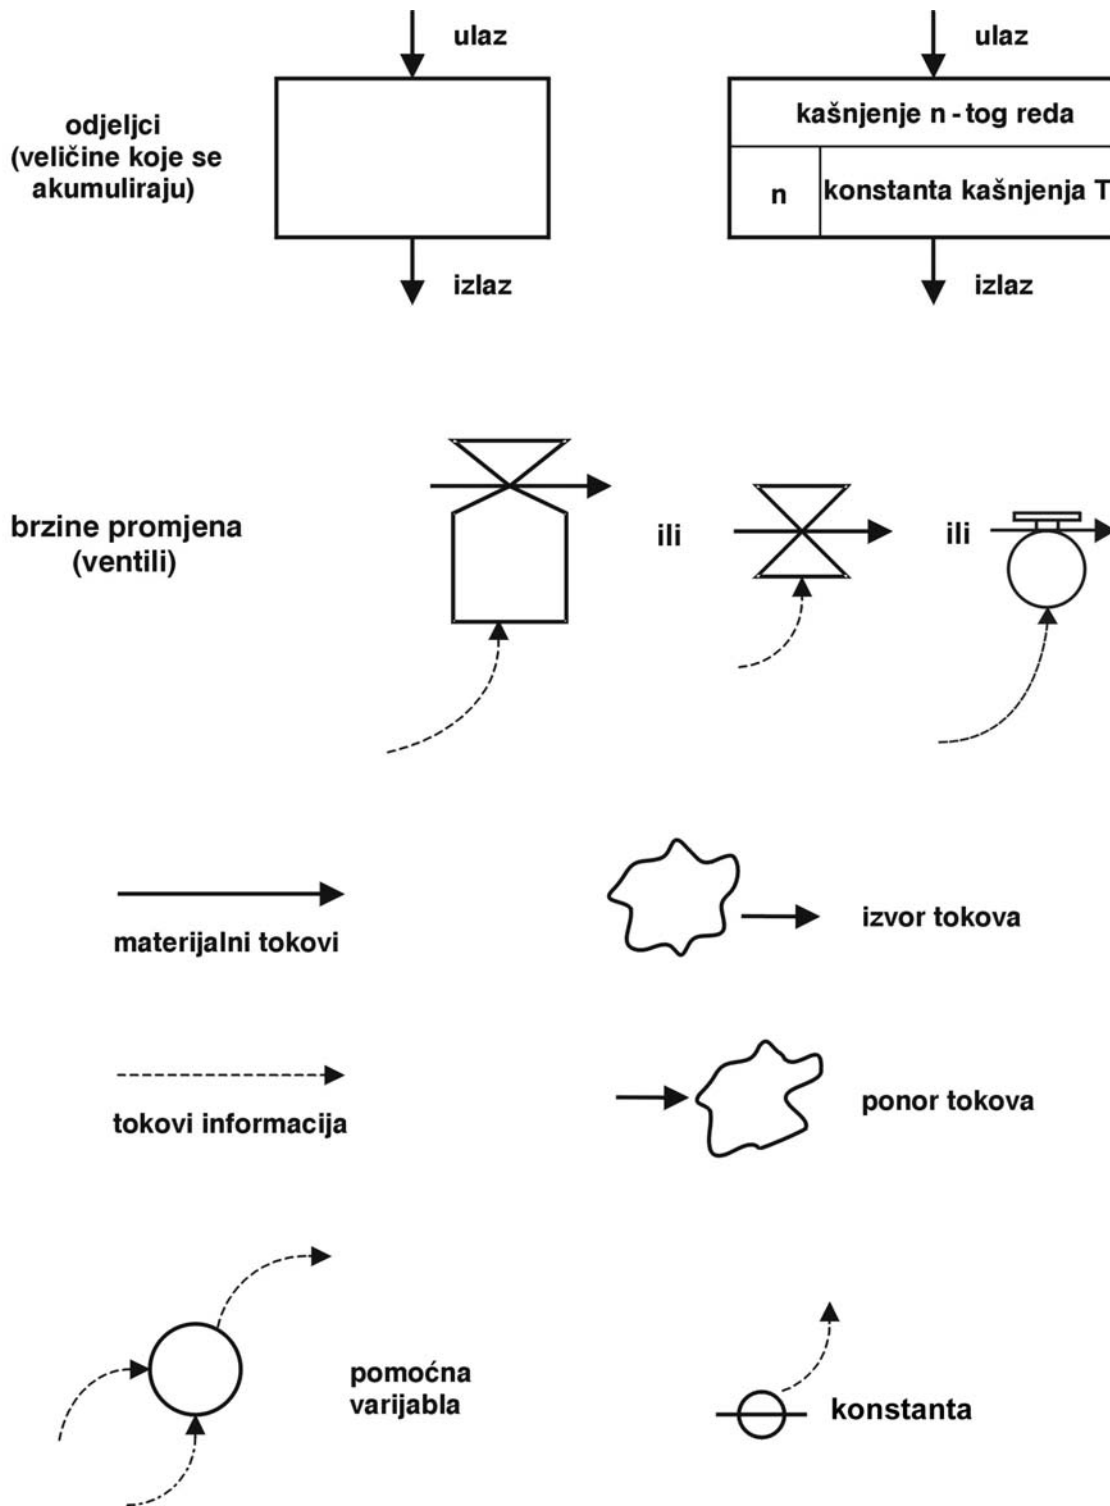 ulaz
ulaz
odjeljci
(veličine koje se
akumuliraju)
kašnjenje n - tog reda
n
konstanta kašnjenja T
izlaz
izlaz
brzine promjena
(ventili)
ili
ili
materijalni tokovi
izvor tokova
tokovi informacija
ponor tokova
pomoćna
varijabla
konstanta